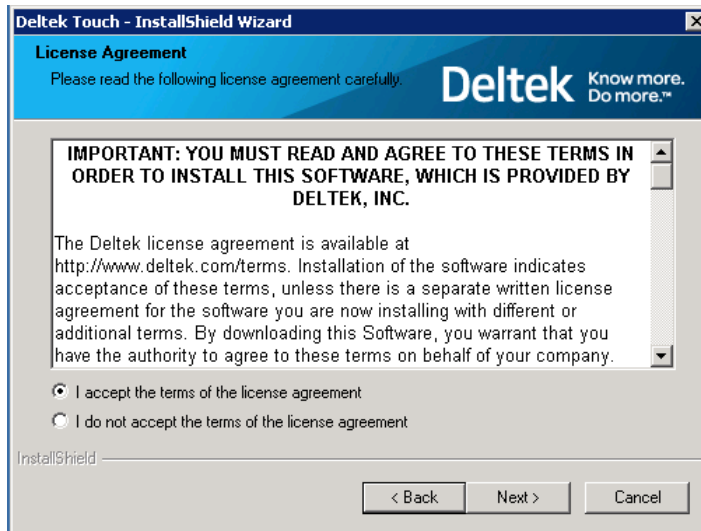 Deltek Touch - InstallShield Wizard
License Agreement
Please read the following license agreement carefully.
Deltek Know more.
Do more.™
IMPORTANT: YOU MUST READ AND AGREE TO THESE TERMS IN
ORDER TO INSTALL THIS SOFTWARE, WHICH IS PROVIDED BY
DELTEK, INC.
The Deltek license agreement is available at
http://www.deltek.com/terms. Installation of the software indicates
acceptance of these terms, unless there is a separate written license
agreement for the software you are now installing with different or
additional terms. By downloading this Software, you warrant that you
have the authority to agree to these terms on behalf of your company.
I accept the terms of the license agreement
I do not accept the terms of the license agreement
InstallShield
< Back Next > Cancel